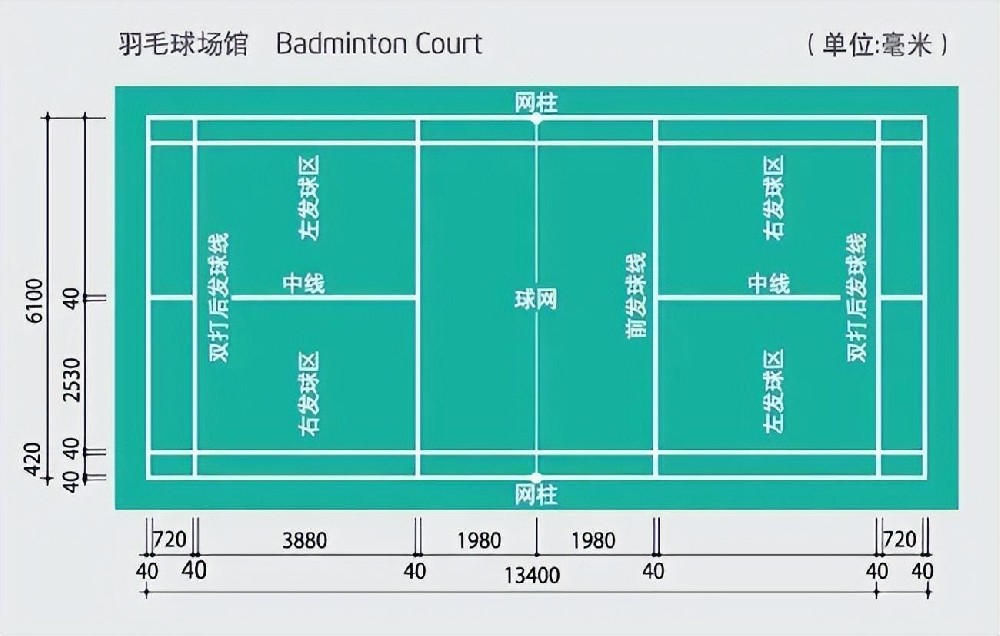 羽毛球场馆 Badminton Court
（单位:毫米）
网柱
左发球区
右发球区
双打后发球线
中线
球网
前发球线
中线
双打后发球线
右发球区
左发球区
网柱
6100
40
2530
420
40
40
720
3880
1980
1980
720
40
40
40
13400
40
40
40